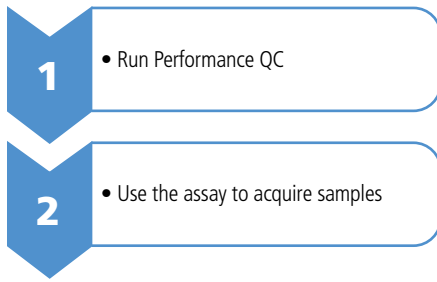 1
• Run Performance QC
2
• Use the assay to acquire samples